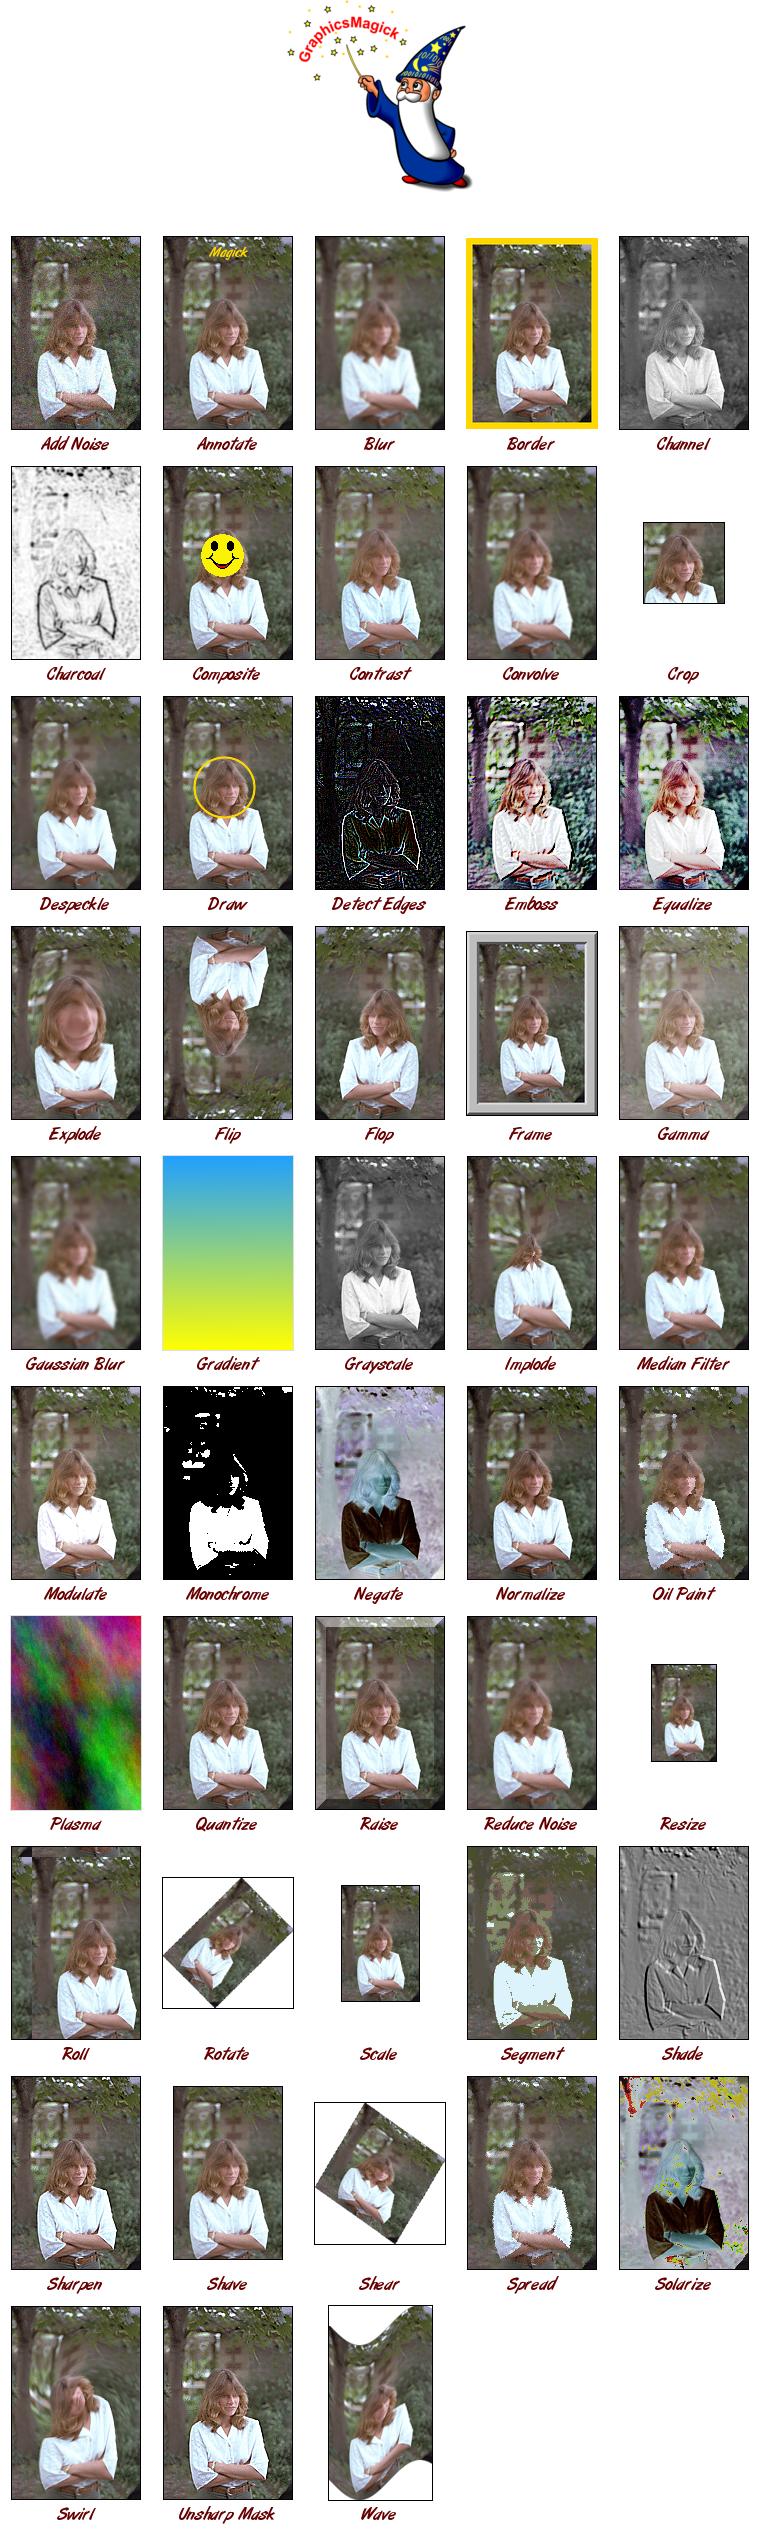 GraphicsMagick
Magick
Add Noise
Annotate
Blur
Border
Channel
Charcoal
Composite
Contrast
Convolve
Crop
Despeckle
Draw
Detect Edges
Emboss
Equalize
Explode
Flip
Flop
Frame
Gamma
Gaussian Blur
Gradient
Grayscale
Implode
Median Filter
Modulate
Monochrome
Negate
Normalize
Oil Paint
Plasma
Quantize
Raise
Reduce Noise
Resize
Roll
Rotate
Scale
Segment
Shade
Sharpen
Shave
Shear
Spread
Solarize
Swirl
Unsharp Mask
Wave